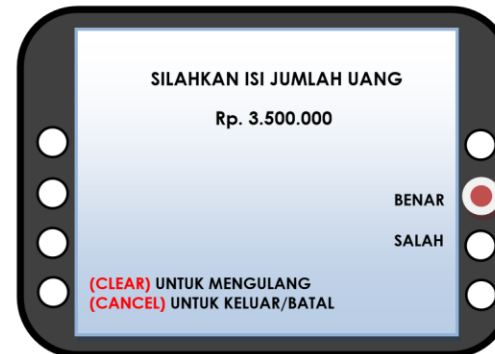 SILAHKAN ISI JUMLAH UANG
Rp. 3.500.000
BENAR
SALAH
(CLEAR) UNTUK MENGULANG
(CANCEL) UNTUK KELUAR/BATAL